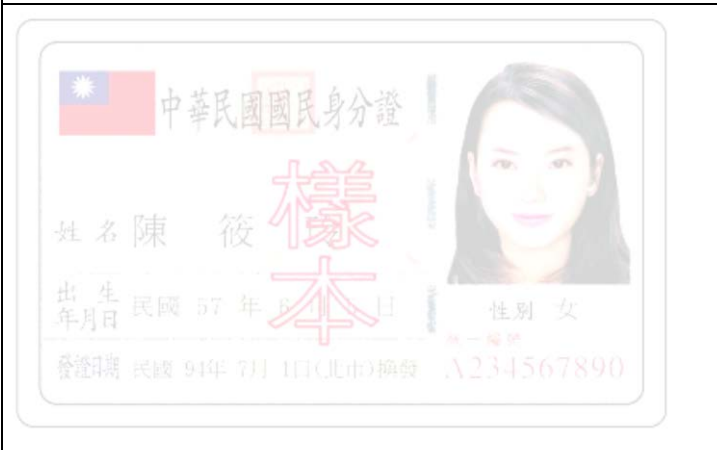 中華民國國民身分證
樣本
姓名 陳 筱
出生年月日 民國 57 年 6 日
發證日期 民國 94年 7月 1日(北市)換發
性別 女
統一編號
A234567890